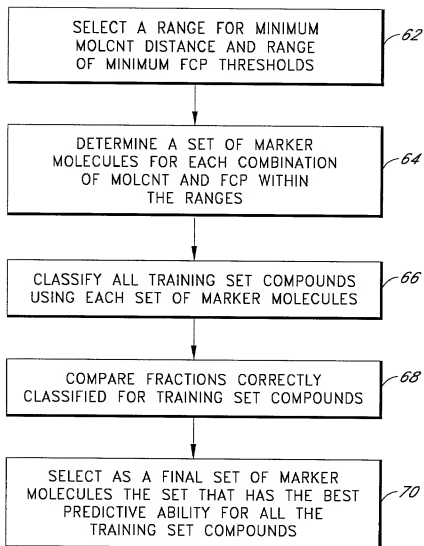 SELECT A RANGE FOR MINIMUM
MOLCNT DISTANCE AND RANGE
OF MINIMUM FCP THRESHOLDS
62
DETERMINE A SET OF MARKER
MOLECULES FOR EACH COMBINATION
OF MOLCNT AND FCP WITHIN
THE RANGES
64
CLASSIFY ALL TRAINING SET COMPOUNDS
USING EACH SET OF MARKER MOLECULES
66
COMPARE FRACTIONS CORRECTLY
CLASSIFIED FOR TRAINING SET COMPOUNDS
68
SELECT AS A FINAL SET OF MARKER
MOLECULES THE SET THAT HAS THE BEST
PREDICTIVE ABILITY FOR ALL THE
TRAINING SET COMPOUNDS
70